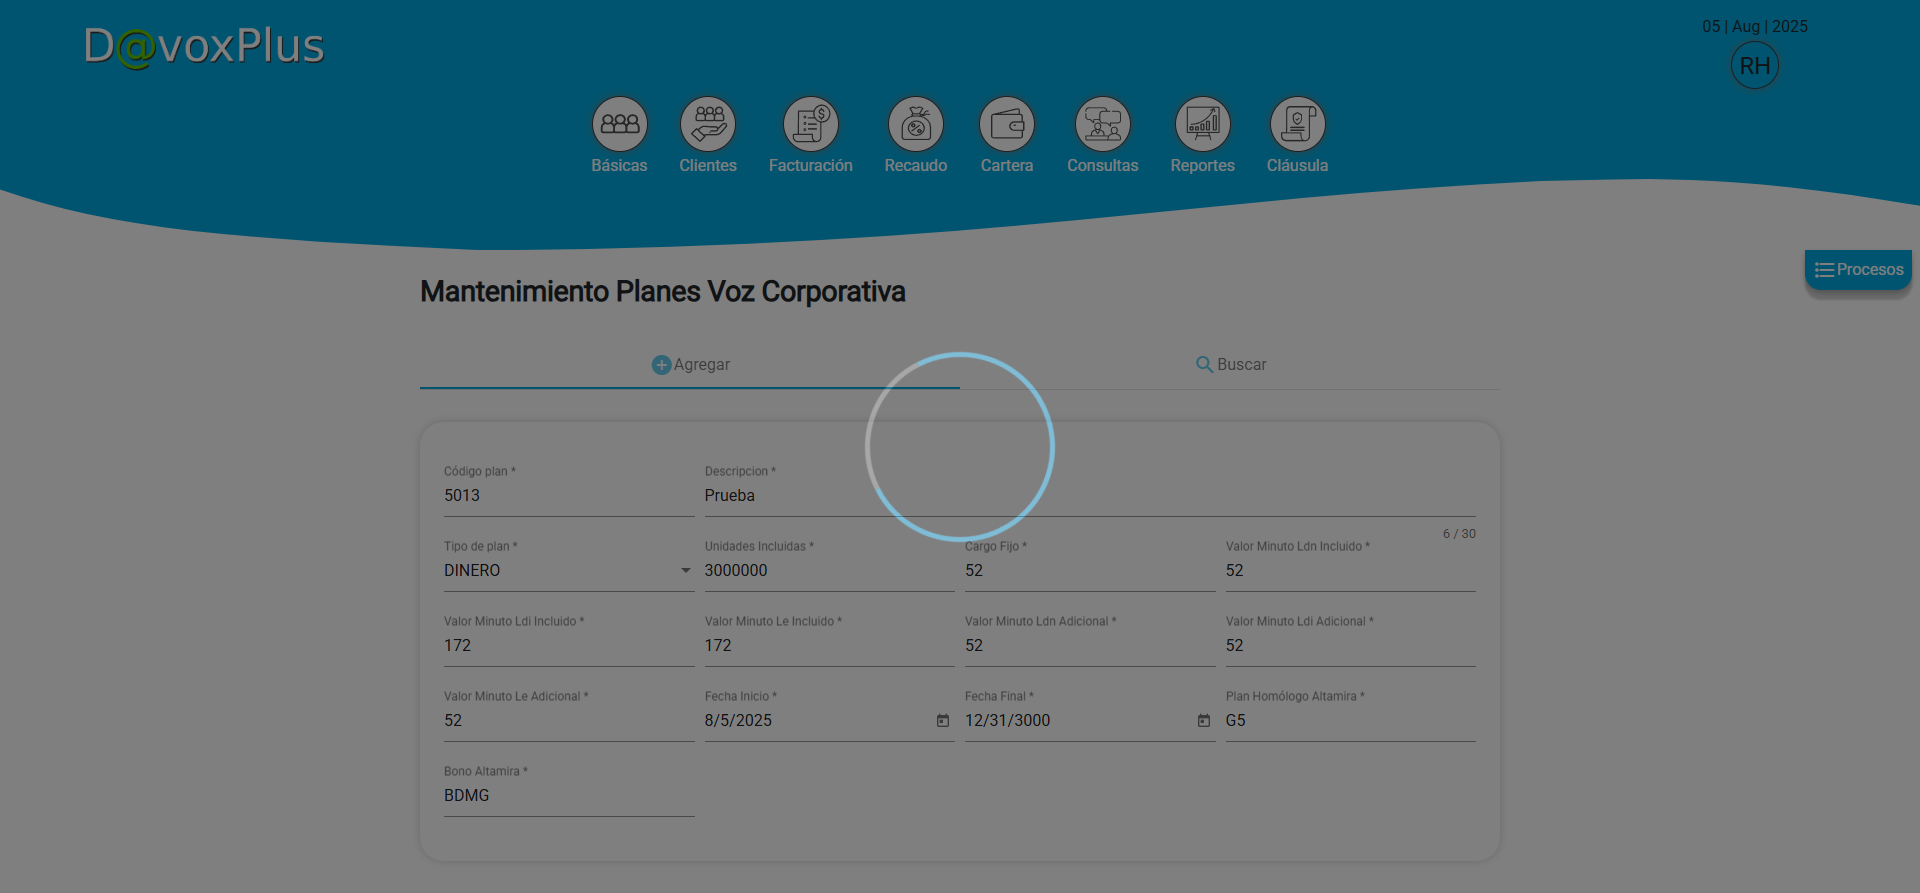 D@voxPlus
05 | Aug | 2025
RH
Básicas Clientes Facturación Recaudo Cartera Consultas Reportes Cláusula
Procesos
Mantenimiento Planes Voz Corporativa
Agregar Buscar
Código plan * Descripcion *
5013 Prueba
6 / 30
Tipo de plan * Unidades Incluidas * Cargo Fijo * Valor Minuto Ldn Incluido *
DINERO 3000000 52 52
Valor Minuto Ldi Incluido * Valor Minuto Le Incluido * Valor Minuto Ldn Adicional * Valor Minuto Ldi Adicional *
172 172 52 52
Valor Minuto Le Adicional * Fecha Inicio * Fecha Final * Plan Homólogo Altamira *
52 8/5/2025 12/31/3000 G5
Bono Altamira *
BDMG